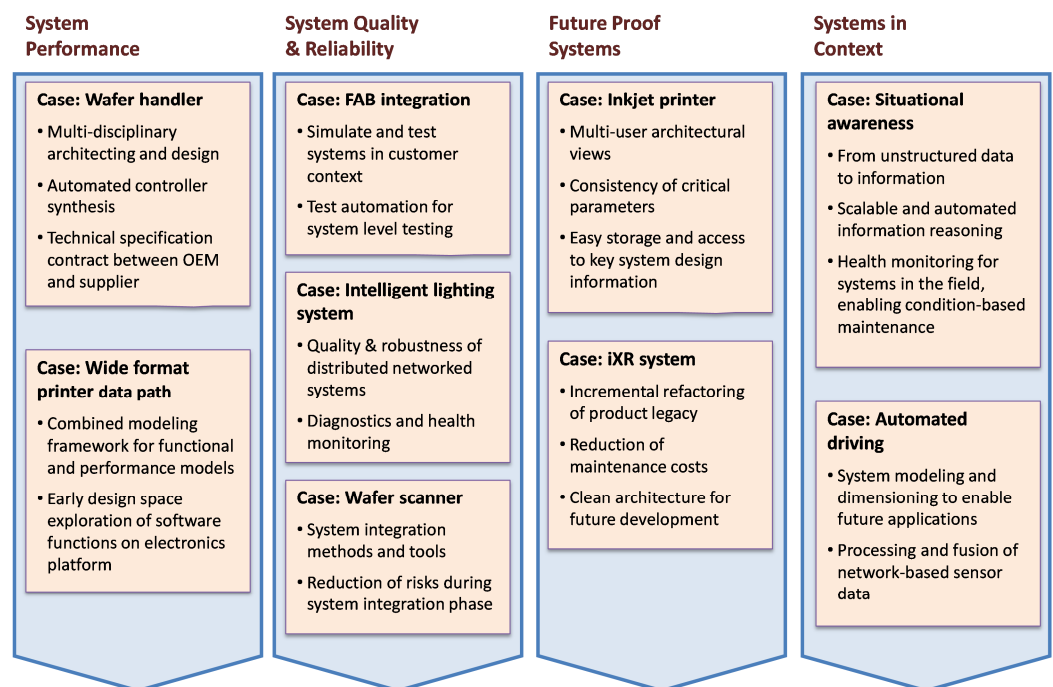 System
Performance
Case: Wafer handler
• Multi-disciplinary
architecting and design
• Automated controller
synthesis
• Technical specification
contract between OEM
and supplier
Case: Wide format
printer data path
• Combined modeling
framework for functional
and performance models
• Early design space
exploration of software
functions on electronics
platform
System Quality
& Reliability
Case: FAB integration
• Simulate and test
systems in customer
context
• Test automation for
system level testing
Case: Intelligent lighting
system
• Quality & robustness of
distributed networked
systems
• Diagnostics and health
monitoring
Case: Wafer scanner
• System integration
methods and tools
• Reduction of risks during
system integration phase
Future Proof
Systems
Case: Inkjet printer
• Multi-user architectural
views
• Consistency of critical
parameters
• Easy storage and access
to key system design
information
Case: iXR system
• Incremental refactoring
of product legacy
• Reduction of
maintenance costs
• Clean architecture for
future development
Systems in
Context
Case: Situational
awareness
• From unstructured data
to information
• Scalable and automated
information reasoning
• Health monitoring for
systems in the field,
enabling condition-based
maintenance
Case: Automated
driving
• System modeling and
dimensioning to enable
future applications
• Processing and fusion of
network-based sensor
data